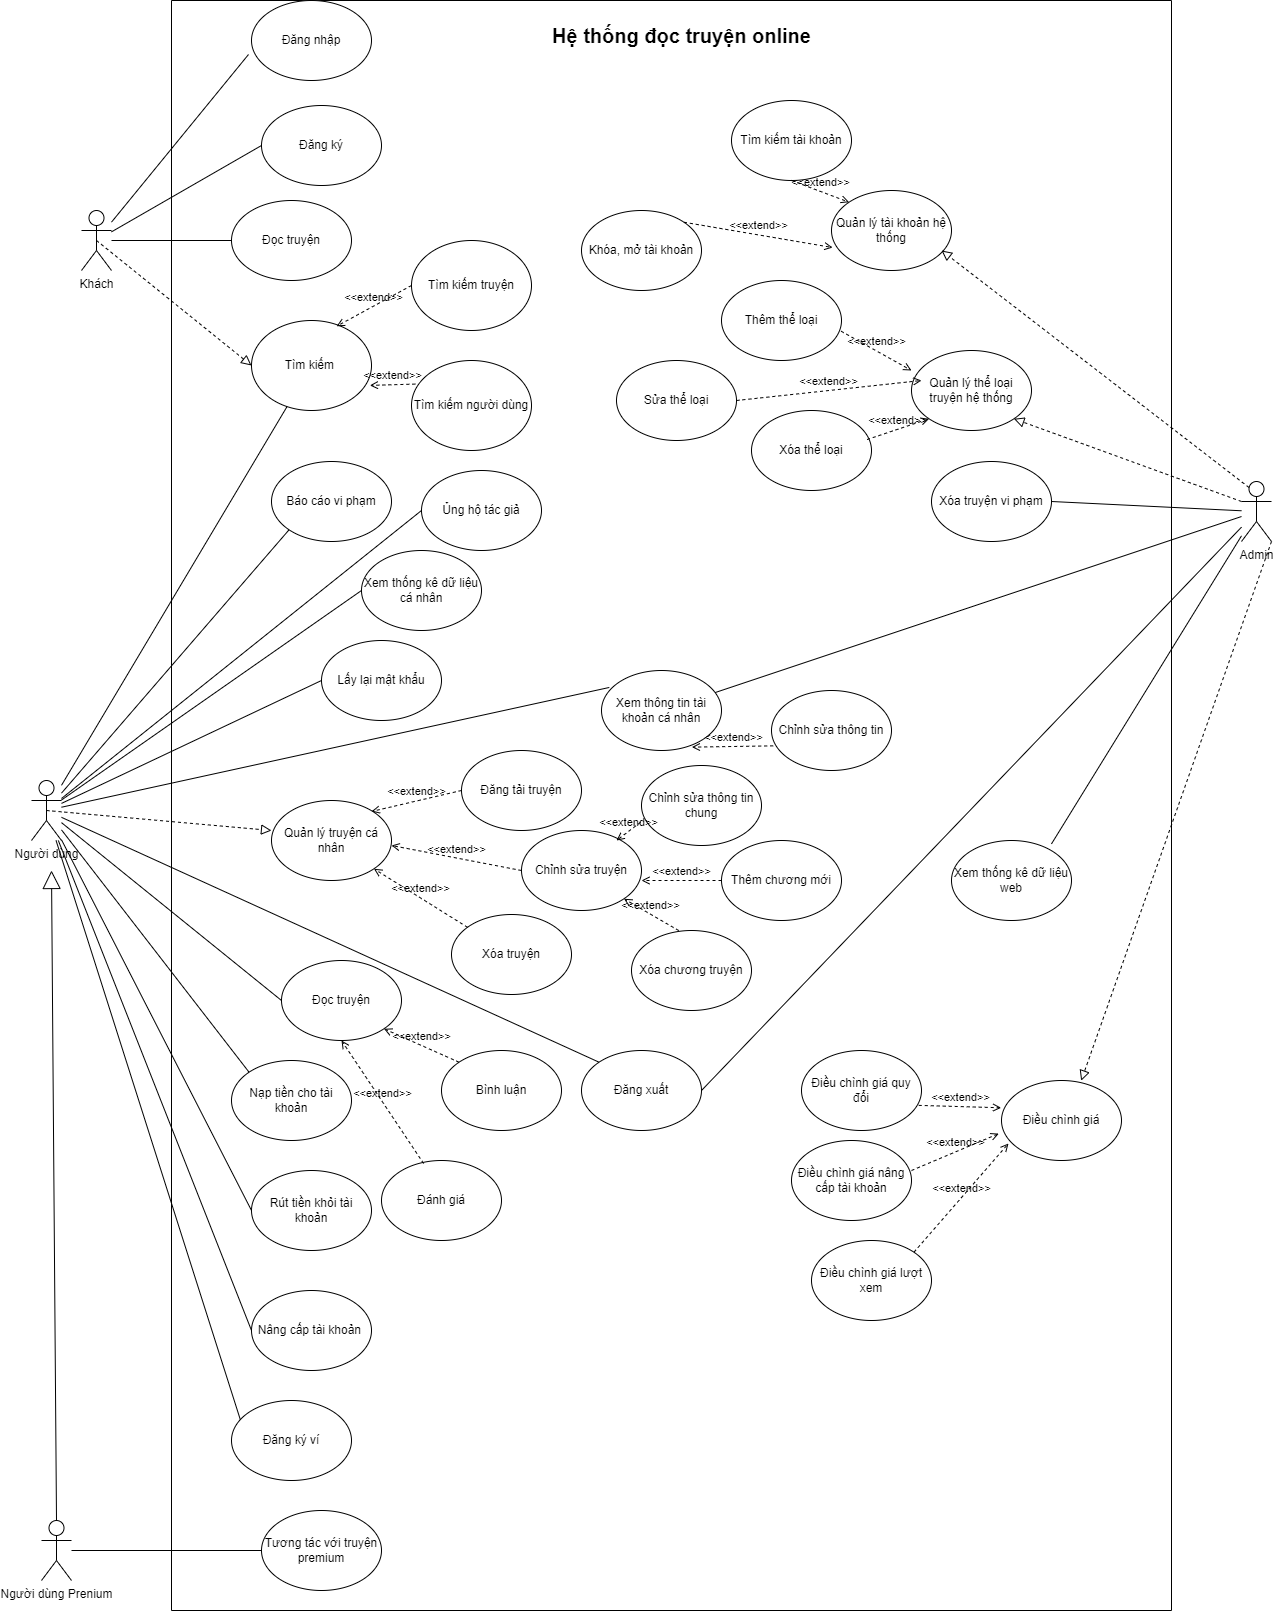 Hệ thống đọc truyện online
Đăng nhập
Đăng ký
Tìm kiếm tài khoản
<<extend>>
Khóa, mở tài khoản
<<extend>>
Quản lý tài khoản hệ
thống
Khách
Đọc truyện
Tìm kiếm truyện
<<extend>>
Tìm kiếm
<<extend>>
Tìm kiếm người dùng
Thêm thể loại
<<extend>>
Sửa thể loại
<<extend>>
Quản lý thể loại
truyện hệ thống
Xóa thể loại
<<extend>>
Báo cáo vi phạm
Ủng hộ tác giả
Xóa truyện vi phạm
Admin
Xem thống kê dữ liệu
cá nhân
Lấy lại mật khẩu
Xem thông tin tài
khoản cá nhân
<<extend>>
Chỉnh sửa thông tin
Người dùng
Quản lý truyện cá
nhân
<<extend>>
Đăng tải truyện
<<extend>>
Chỉnh sửa truyện
<<extend>>
Chỉnh sửa thông tin
chung
<<extend>>
Thêm chương mới
<<extend>>
Xóa chương truyện
<<extend>>
Xóa truyện
Xem thống kê dữ liệu
web
Đọc truyện
<<extend>>
Bình luận
<<extend>>
Đánh giá
Đăng xuất
Nạp tiền cho tài
khoản
Rút tiền khỏi tài
khoản
Nâng cấp tài khoản
Đăng ký ví
Điều chỉnh giá quy
đổi
<<extend>>
Điều chỉnh giá
Điều chỉnh giá nâng
cấp tài khoản
<<extend>>
<<extend>>
Điều chỉnh giá lượt
xem
Người dùng Prenium
Tương tác với truyện
premium